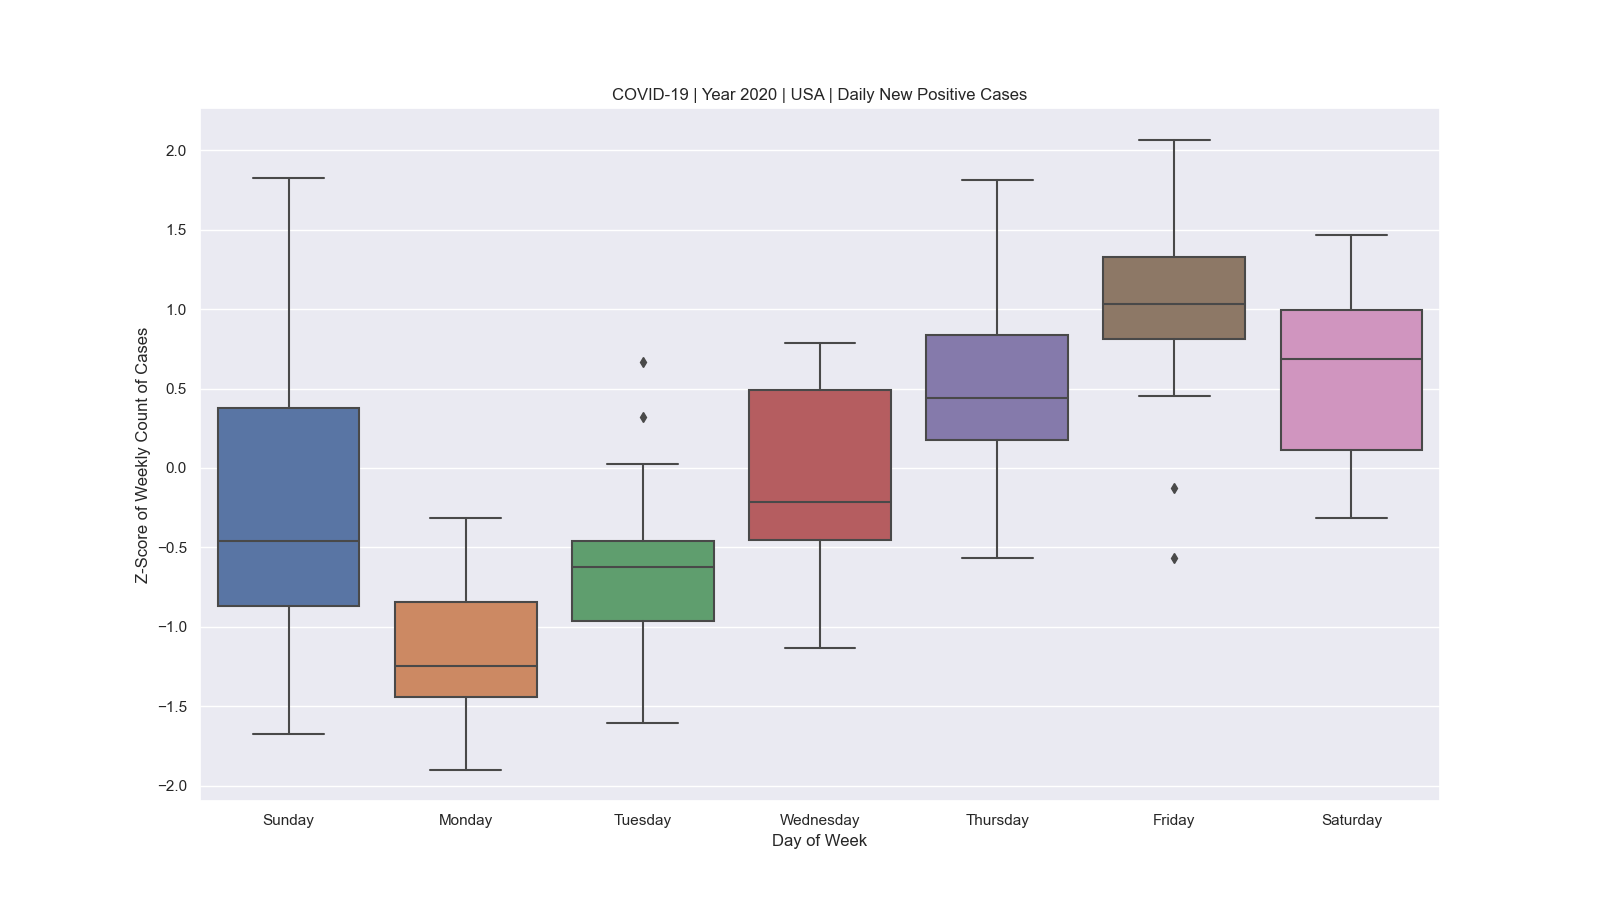 COVID-19 | Year 2020 | USA | Daily New Positive Cases
Z-Score of Weekly Count of Cases
2.0
1.5
1.0
0.5
0.0
−0.5
−1.0
−1.5
−2.0
Sunday Monday Tuesday Wednesday Thursday Friday Saturday
Day of Week